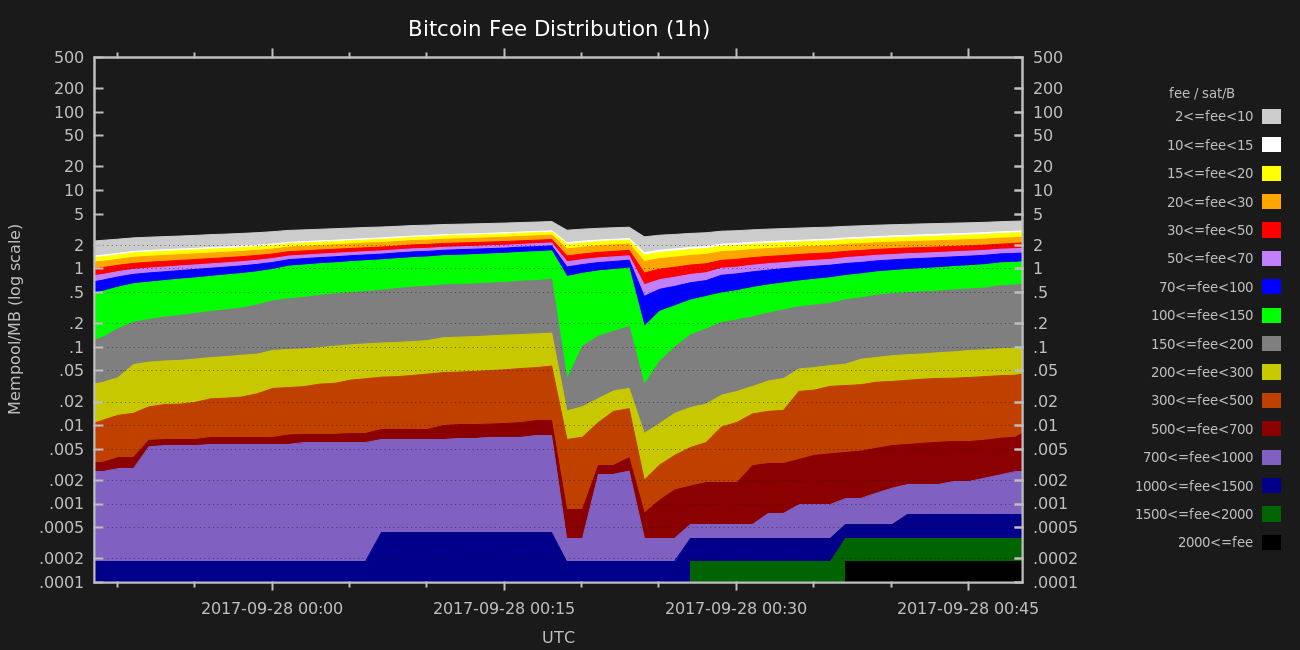 Bitcoin Fee Distribution (1h)
500 500
200 200
100 100
50 50
20 20
10 10
5 5
2 2
1 1
.5 .5
.2 .2
.1 .1
.05 .05
.02 .02
.01 .01
.005 .005
.002 .002
.001 .001
.0005 .0005
.0002 .0002
.0001 .0001
Mempool/MB (log scale)
2017-09-28 00:00 2017-09-28 00:15 2017-09-28 00:30 2017-09-28 00:45
UTC
fee / sat/B
2<=fee<10
10<=fee<15
15<=fee<20
20<=fee<30
30<=fee<50
50<=fee<70
70<=fee<100
100<=fee<150
150<=fee<200
200<=fee<300
300<=fee<500
500<=fee<700
700<=fee<1000
1000<=fee<1500
1500<=fee<2000
2000<=fee